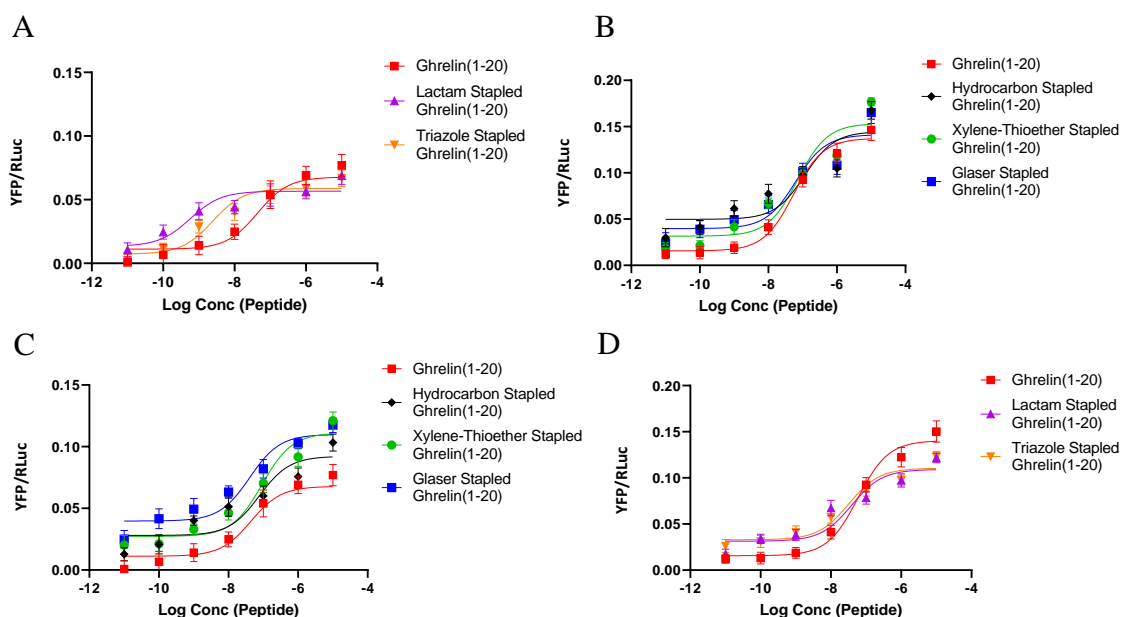 A
YFP/RLuc
0.15
0.10
0.05
0.00
-12
-10
-8
-6
-4
Log Conc (Peptide)
Ghrelin(1-20)
Lactam Stapled
Ghrelin(1-20)
Triazole Stapled
Ghrelin(1-20)
B
YFP/RLuc
0.20
0.15
0.10
0.05
0.00
-12
-10
-8
-6
-4
Log Conc (Peptide)
Ghrelin(1-20)
Hydrocarbon Stapled
Ghrelin(1-20)
Xylene-Thioether Stapled
Ghrelin(1-20)
Glaser Stapled
Ghrelin(1-20)
C
YFP/RLuc
0.15
0.10
0.05
0.00
-12
-10
-8
-6
-4
Log Conc (Peptide)
Ghrelin(1-20)
Hydrocarbon Stapled
Ghrelin(1-20)
Xylene-Thioether Stapled
Ghrelin(1-20)
Glaser Stapled
Ghrelin(1-20)
D
YFP/RLuc
0.20
0.15
0.10
0.05
0.00
-12
-10
-8
-6
-4
Log Conc (Peptide)
Ghrelin(1-20)
Lactam Stapled
Ghrelin(1-20)
Triazole Stapled
Ghrelin(1-20)